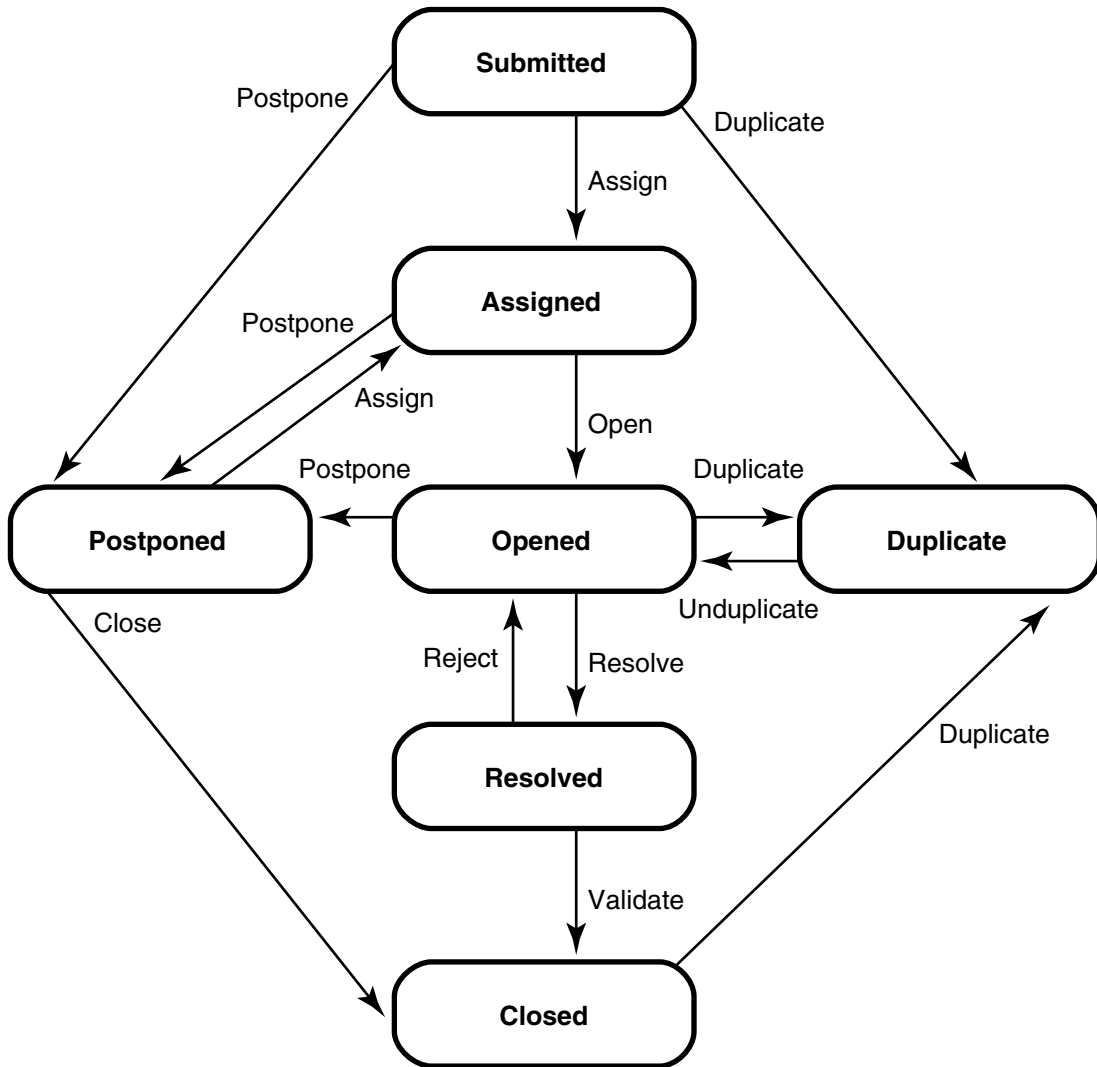 Submitted
Postpone
Duplicate
Assign
Assigned
Postpone
Assign
Open
Postpone
Duplicate
Postponed
Opened
Duplicate
Close
Unduplicate
Reject
Resolve
Duplicate
Resolved
Validate
Closed